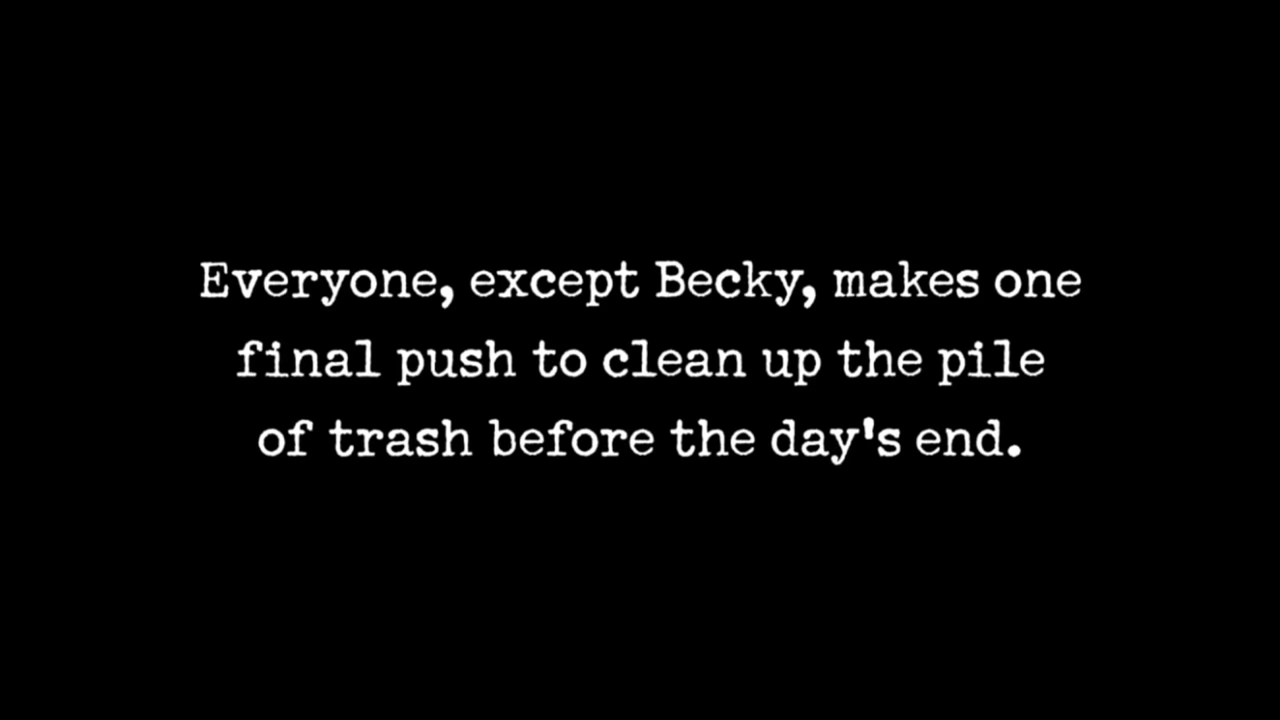 Everyone, except Becky, makes one
final push to clean up the pile
of trash before the day's end.